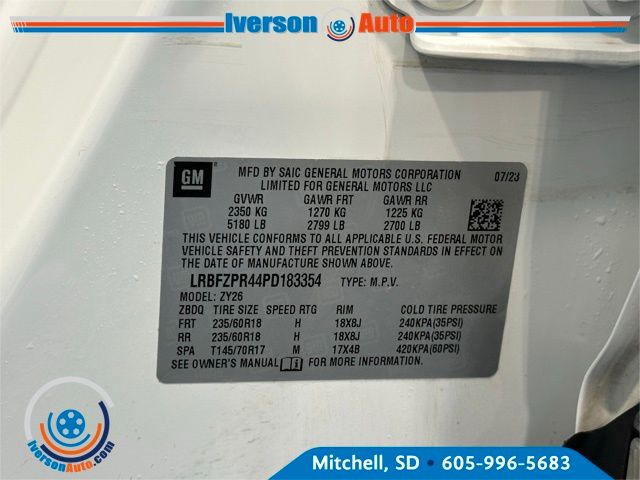 Iverson Auto
GM
MFD BY SAIC GENERAL MOTORS CORPORATION
LIMITED FOR GENERAL MOTORS LLC
07/23
GVWR GAWR FRT GAWR RR
2350 KG 1270 KG 1225 KG
5180 LB 2799 LB 2700 LB
THIS VEHICLE CONFORMS TO ALL APPLICABLE U.S. FEDERAL MOTOR
VEHICLE SAFETY AND THEFT PREVENTION STANDARDS IN EFFECT ON
THE DATE OF MANUFACTURE SHOWN ABOVE.
LRBFZPR44PD183354 TYPE: M.P.V.
MODEL: ZY26
ZBDQ TIRE SIZE SPEED RTG RIM COLD TIRE PRESSURE
FRT 235/60R18 H 18X8J 240KPA(35PSI)
RR 235/60R18 H 18X8J 240KPA(35PSI)
SPA T145/70R17 M 17X4B 420KPA(60PSI)
SEE OWNER'S MANUAL FOR MORE INFORMATION.
Iverson
Auto.com
Mitchell, SD • 605-996-5683